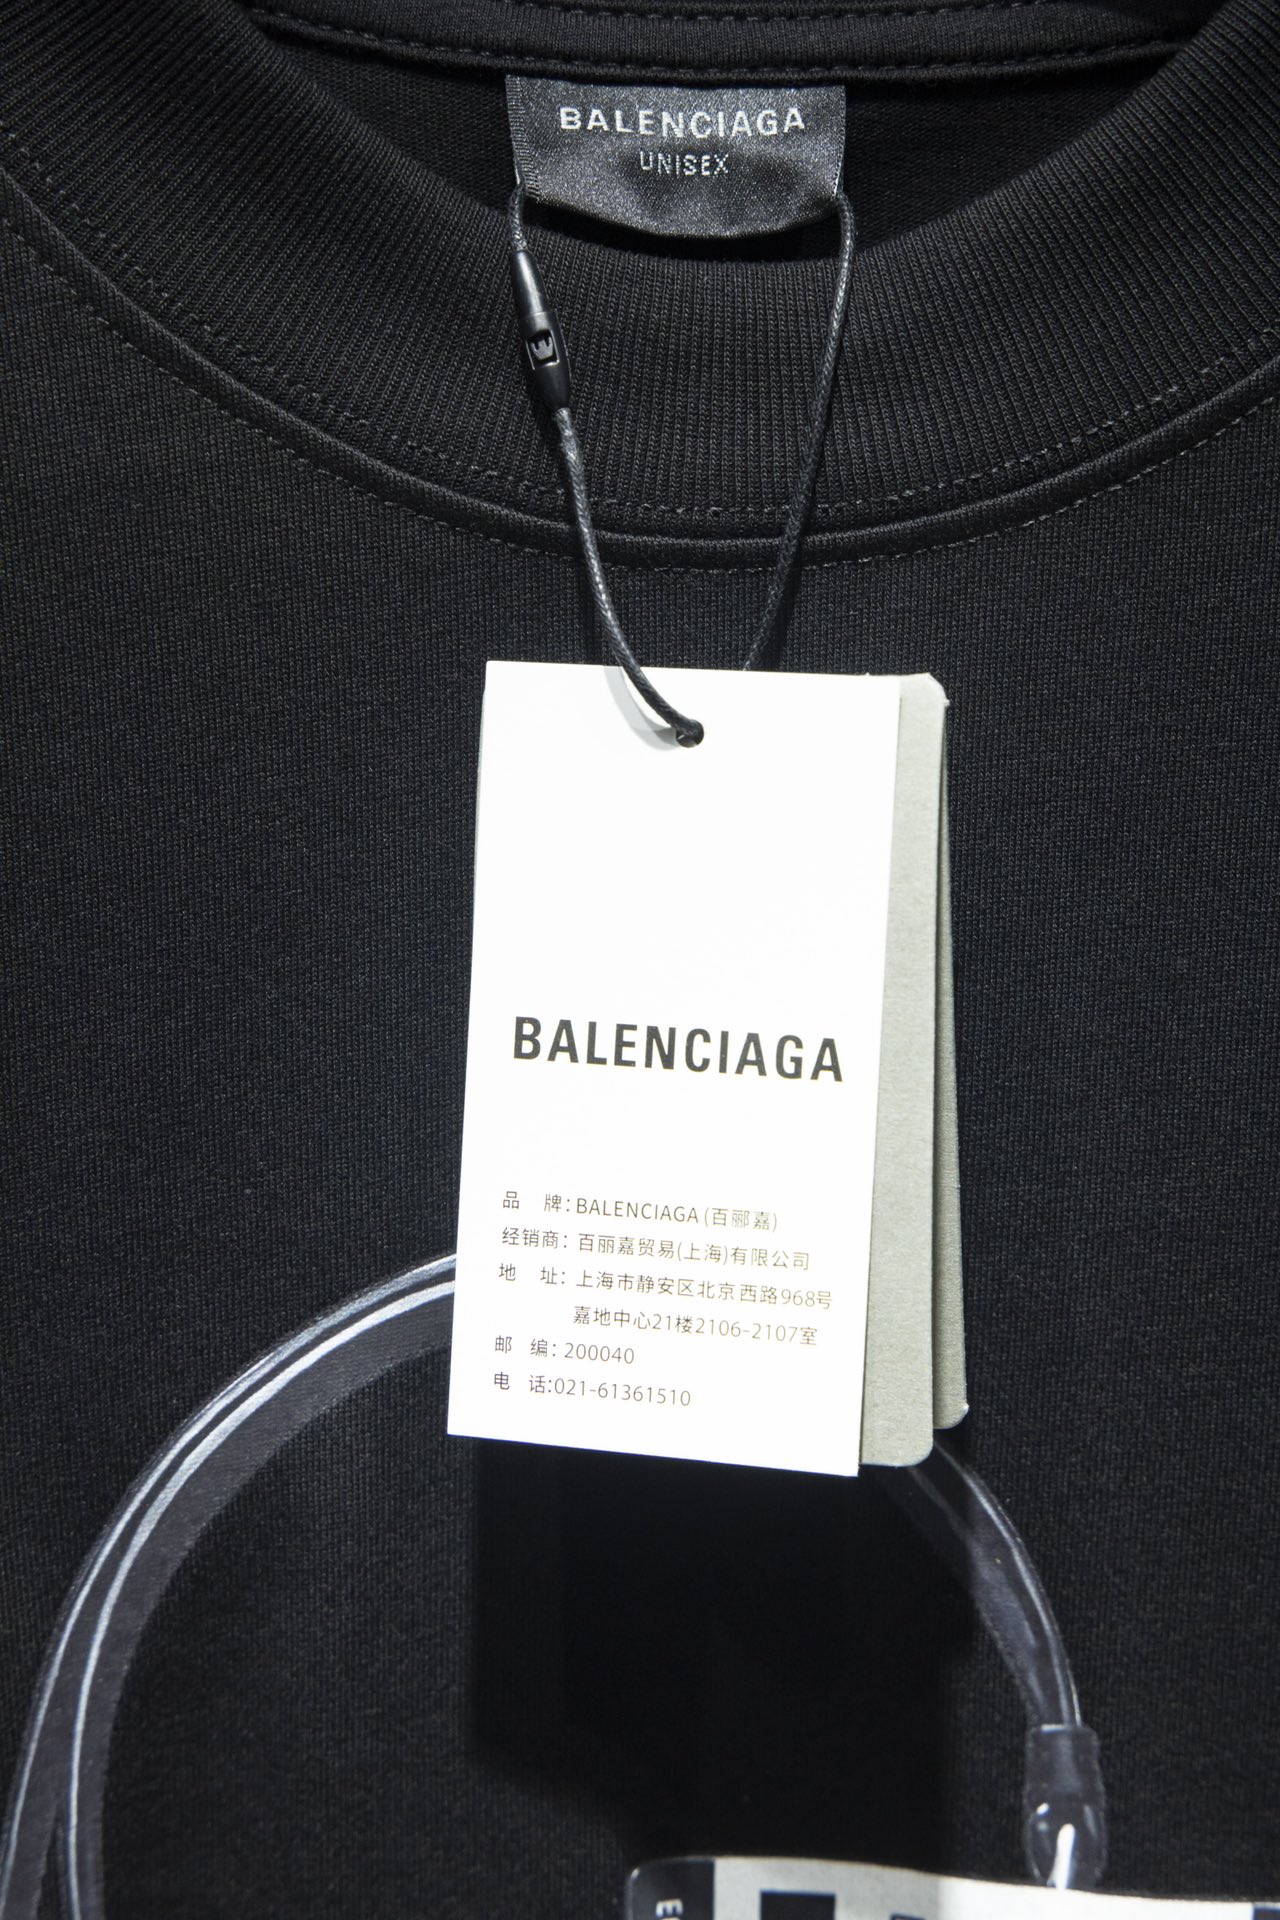 BALENCIAGA
UNISEX
BALENCIAGA
品 牌：BALENCIAGA (百郦嘉)
经销商：百丽嘉贸易(上海)有限公司
地 址：上海市静安区北京西路968号
嘉地中心21楼2106-2107室
邮 编：200040
电 话:021-61361510